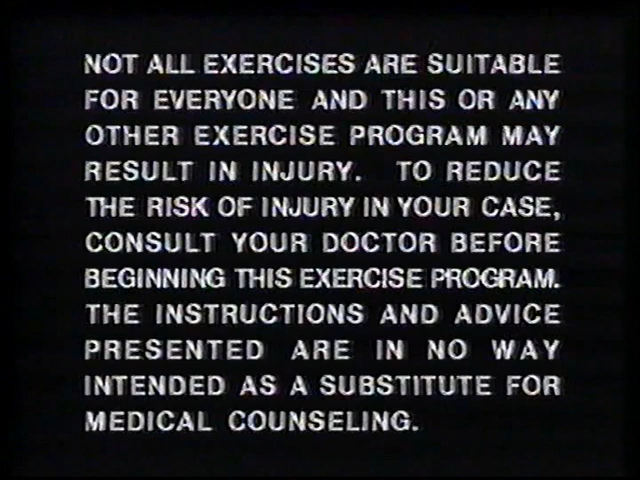 NOT ALL EXERCISES ARE SUITABLE
FOR EVERYONE AND THIS OR ANY
OTHER EXERCISE PROGRAM MAY
RESULT IN INJURY. TO REDUCE
THE RISK OF INJURY IN YOUR CASE,
CONSULT YOUR DOCTOR BEFORE
BEGINNING THIS EXERCISE PROGRAM.
THE INSTRUCTIONS AND ADVICE
PRESENTED ARE IN NO WAY
INTENDED AS A SUBSTITUTE FOR
MEDICAL COUNSELING.